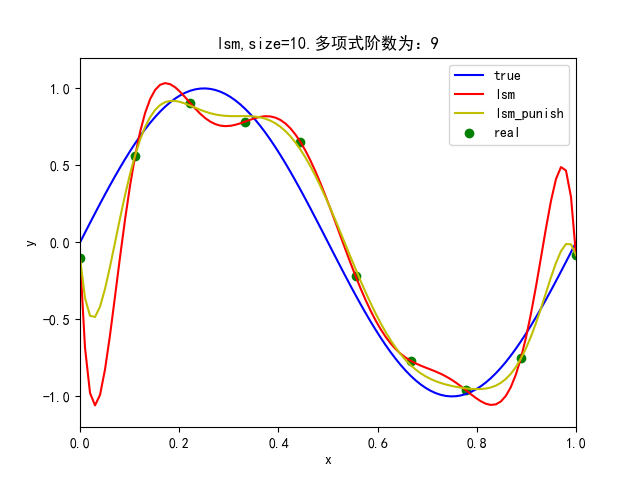 lsm,size=10.多项式阶数为：9
true
lsm
lsm_punish
real
1.0
0.5
0.0
−0.5
−1.0
y
0.0 0.2 0.4 0.6 0.8 1.0
x